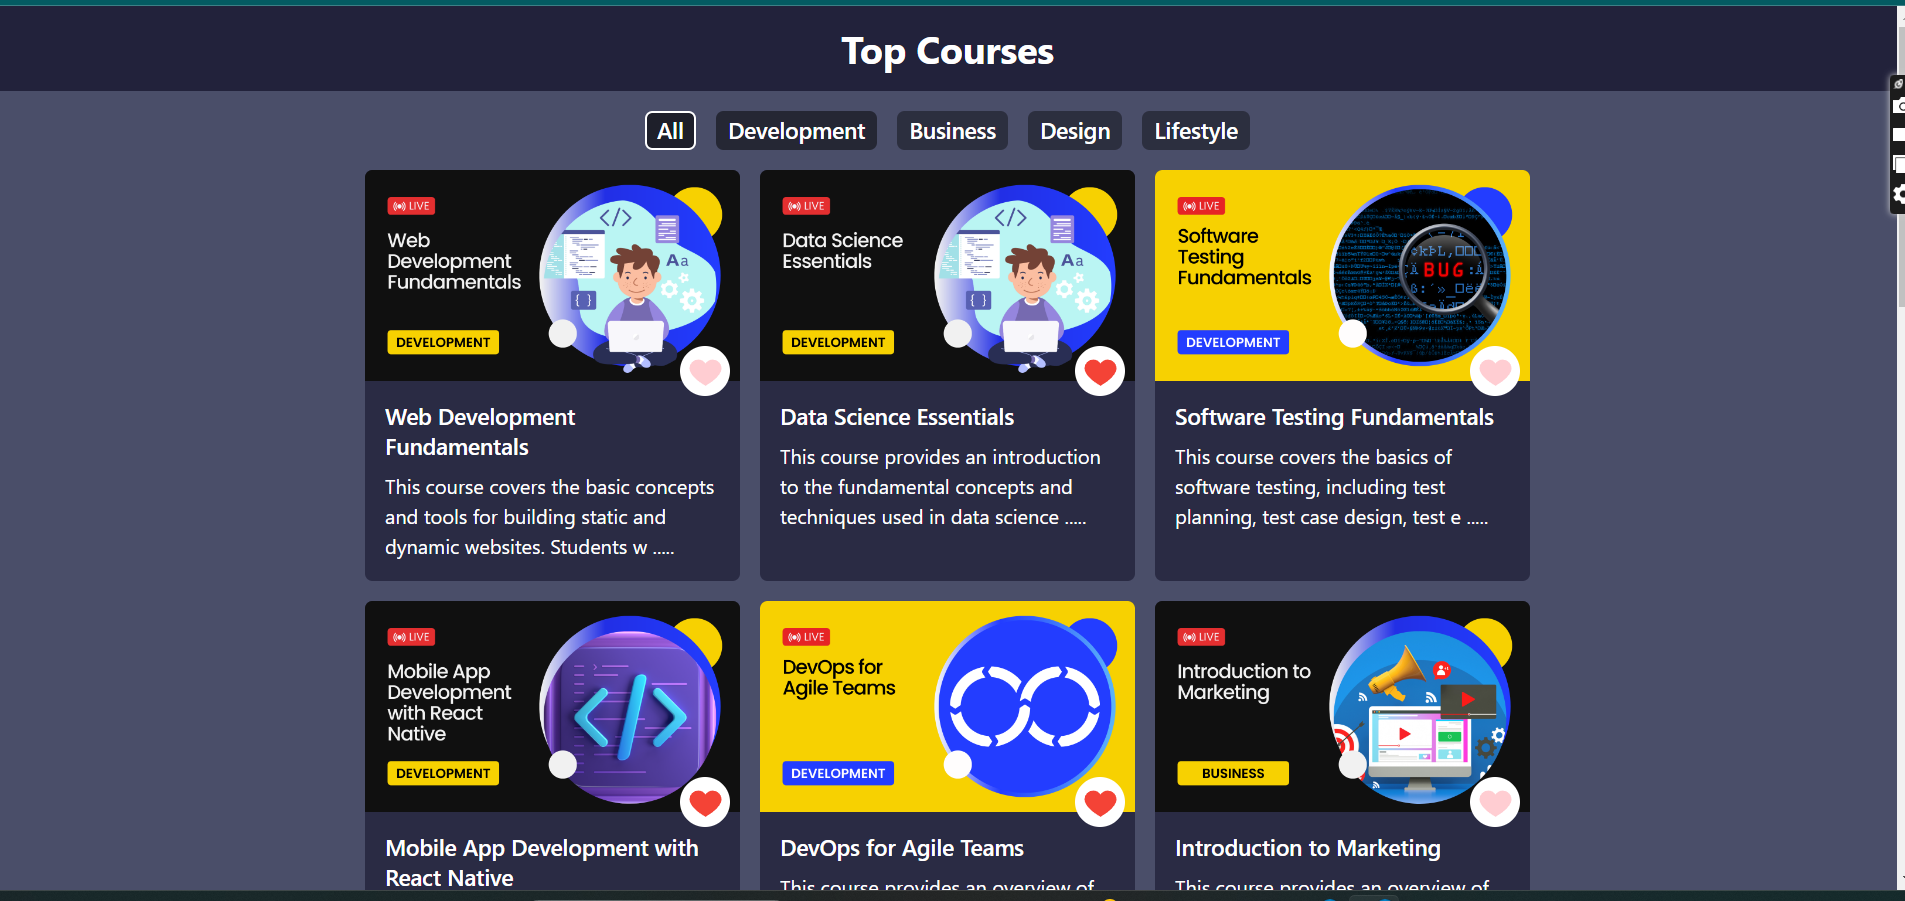 Top Courses
All
Development
Business
Design
Lifestyle
LIVE
Web
Development
Fundamentals
Aa
DEVELOPMENT
Web Development
Fundamentals
This course covers the basic concepts
and tools for building static and
dynamic websites. Students w .....
LIVE
Data Science
Essentials
Aa
DEVELOPMENT
Data Science Essentials
This course provides an introduction
to the fundamental concepts and
techniques used in data science .....
LIVE
Software
Testing
Fundamentals
BUG
DEVELOPMENT
Software Testing Fundamentals
This course covers the basics of
software testing, including test
planning, test case design, test e .....
LIVE
Mobile App
Development
with React
Native
DEVELOPMENT
Mobile App Development with
React Native
LIVE
DevOps for
Agile Teams
DEVELOPMENT
DevOps for Agile Teams
This course provides an overview of
LIVE
Introduction to
Marketing
BUSINESS
Introduction to Marketing
This course provides an overview of